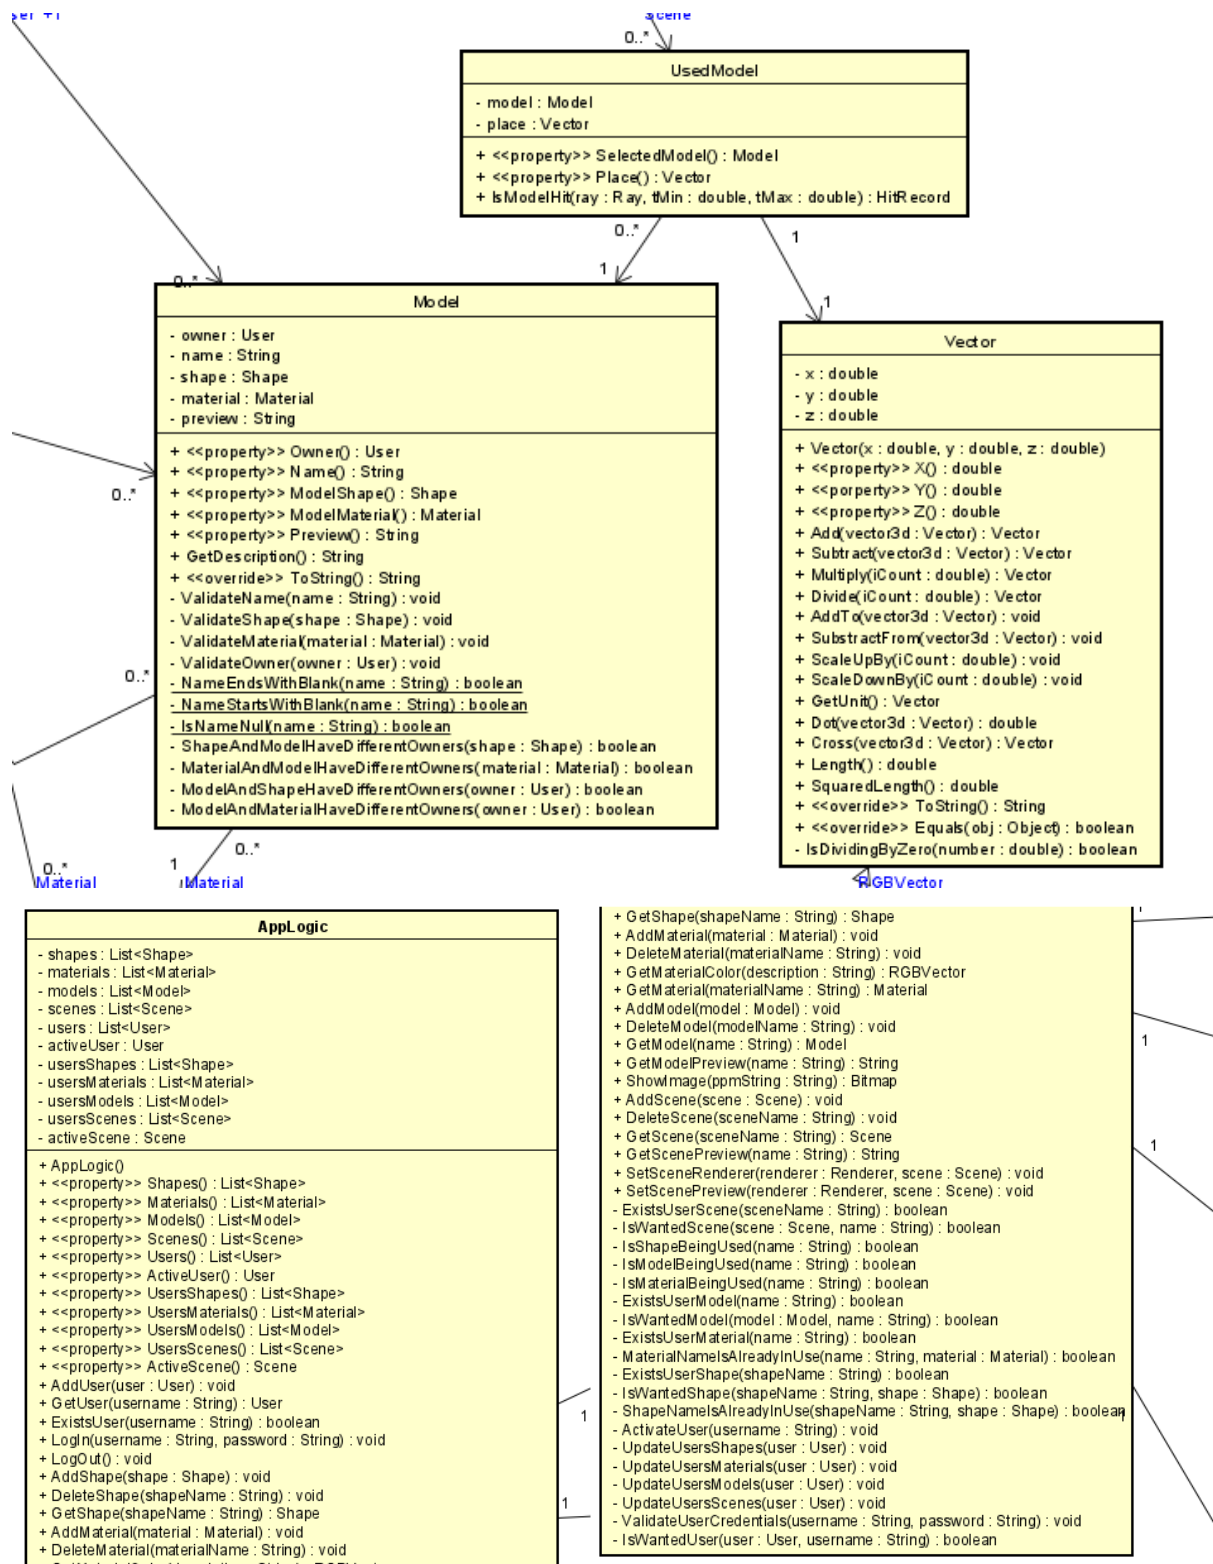 ser +1
Scene
0..*
UsedModel
- model : Model
- place : Vector
+ <<property>> SelectedModel() : Model
+ <<property>> Place() : Vector
+ IsModelHit(ray : Ray, tMin : double, tMax : double) : HitRecord
0..*
1
1
0..*
1
Model
- owner : User
- name : String
- shape : Shape
- material : Material
- preview : String
+ <<property>> Owner() : User
+ <<property>> Name() : String
+ <<property>> ModelShape() : Shape
+ <<property>> ModelMaterial() : Material
+ <<property>> Preview() : String
+ GetDescription() : String
+ <<override>> ToString() : String
- ValidateName(name : String) : void
- ValidateShape(shape : Shape) : void
- ValidateMaterial(material : Material) : void
- ValidateOwner(owner : User) : void
- NameEndsWithBlank(name : String) : boolean
- NameStartsWithBlank(name : String) : boolean
- IsNameNull(name : String) : boolean
- ShapeAndModelHaveDifferentOwners(shape : Shape) : boolean
- MaterialAndModelHaveDifferentOwners(material : Material) : boolean
- ModelAndShapeHaveDifferentOwners(owner : User) : boolean
- ModelAndMaterialHaveDifferentOwners(owner : User) : boolean
0..*
0..*
0..*
1
0..*
Material
Material
Vector
- x : double
- y : double
- z : double
+ Vector(x : double, y : double, z : double)
+ <<property>> X() : double
+ <<porperty>> Y() : double
+ <<property>> Z() : double
+ Add(vector3d : Vector) : Vector
+ Subtract(vector3d : Vector) : Vector
+ Multiply(iCount : double) : Vector
+ Divide(iCount : double) : Vector
+ AddTo(vector3d : Vector) : void
+ SubstractFrom(vector3d : Vector) : void
+ ScaleUpBy(iCount : double) : void
+ ScaleDownBy(iCount : double) : void
+ GetUnit() : Vector
+ Dot(vector3d : Vector) : double
+ Cross(vector3d : Vector) : Vector
+ Length() : double
+ SquaredLength() : double
+ <<override>> ToString() : String
+ <<override>> Equals(obj : Object) : boolean
- IsDividingByZero(number : double) : boolean
RGBVector
AppLogic
- shapes : List<Shape>
- materials : List<Material>
- models : List<Model>
- scenes : List<Scene>
- users : List<User>
- activeUser : User
- usersShapes : List<Shape>
- usersMaterials : List<Material>
- usersModels : List<Model>
- usersScenes : List<Scene>
- activeScene : Scene
+ AppLogic()
+ <<property>> Shapes() : List<Shape>
+ <<property>> Materials() : List<Material>
+ <<property>> Models() : List<Model>
+ <<property>> Scenes() : List<Scene>
+ <<property>> Users() : List<User>
+ <<property>> ActiveUser() : User
+ <<property>> UsersShapes() : List<Shape>
+ <<property>> UsersMaterials() : List<Material>
+ <<property>> UsersModels() : List<Model>
+ <<property>> UsersScenes() : List<Scene>
+ <<property>> ActiveScene() : Scene
+ AddUser(user : User) : void
+ GetUser(username : String) : User
+ ExistsUser(username : String) : boolean
+ LogIn(username : String, password : String) : void
+ LogOut() : void
+ AddShape(shape : Shape) : void
+ DeleteShape(shapeName : String) : void
+ GetShape(shapeName : String) : Shape
+ AddMaterial(material : Material) : void
+ DeleteMaterial(materialName : String) : void
1
1
+ GetShape(shapeName : String) : Shape
+ AddMaterial(material : Material) : void
+ DeleteMaterial(materialName : String) : void
+ GetMaterialColor(description : String) : RGBVector
+ GetMaterial(materialName : String) : Material
+ AddModel(model : Model) : void
+ DeleteModel(modelName : String) : void
+ GetModel(name : String) : Model
+ GetModelPreview(name : String) : String
+ ShowImage(ppmString : String) : Bitmap
+ AddScene(scene : Scene) : void
+ DeleteScene(sceneName : String) : void
+ GetScene(sceneName : String) : Scene
+ GetScenePreview(name : String) : String
+ SetSceneRenderer(renderer : Renderer, scene : Scene) : void
+ SetScenePreview(renderer : Renderer, scene : Scene) : void
- ExistsUserScene(sceneName : String) : boolean
- IsWantedScene(scene : Scene, name : String) : boolean
- IsShapeBeingUsed(name : String) : boolean
- IsModelBeingUsed(name : String) : boolean
- IsMaterialBeingUsed(name : String) : boolean
- ExistsUserModel(name : String) : boolean
- IsWantedModel(model : Model, name : String) : boolean
- ExistsUserMaterial(name : String) : boolean
- MaterialNameIsAlreadyInUse(name : String, material : Material) : boolean
- ExistsUserShape(shapeName : String) : boolean
- IsWantedShape(shapeName : String, shape : Shape) : boolean
- ShapeNameIsAlreadyInUse(shapeName : String, shape : Shape) : boolean
- ActivateUser(username : String) : void
- UpdateUsersShapes(user : User) : void
- UpdateUsersMaterials(user : User) : void
- UpdateUsersModels(user : User) : void
- UpdateUsersScenes(user : User) : void
- ValidateUserCredentials(username : String, password : String) : void
- IsWantedUser(user : User, username : String) : boolean
1
1
1
1